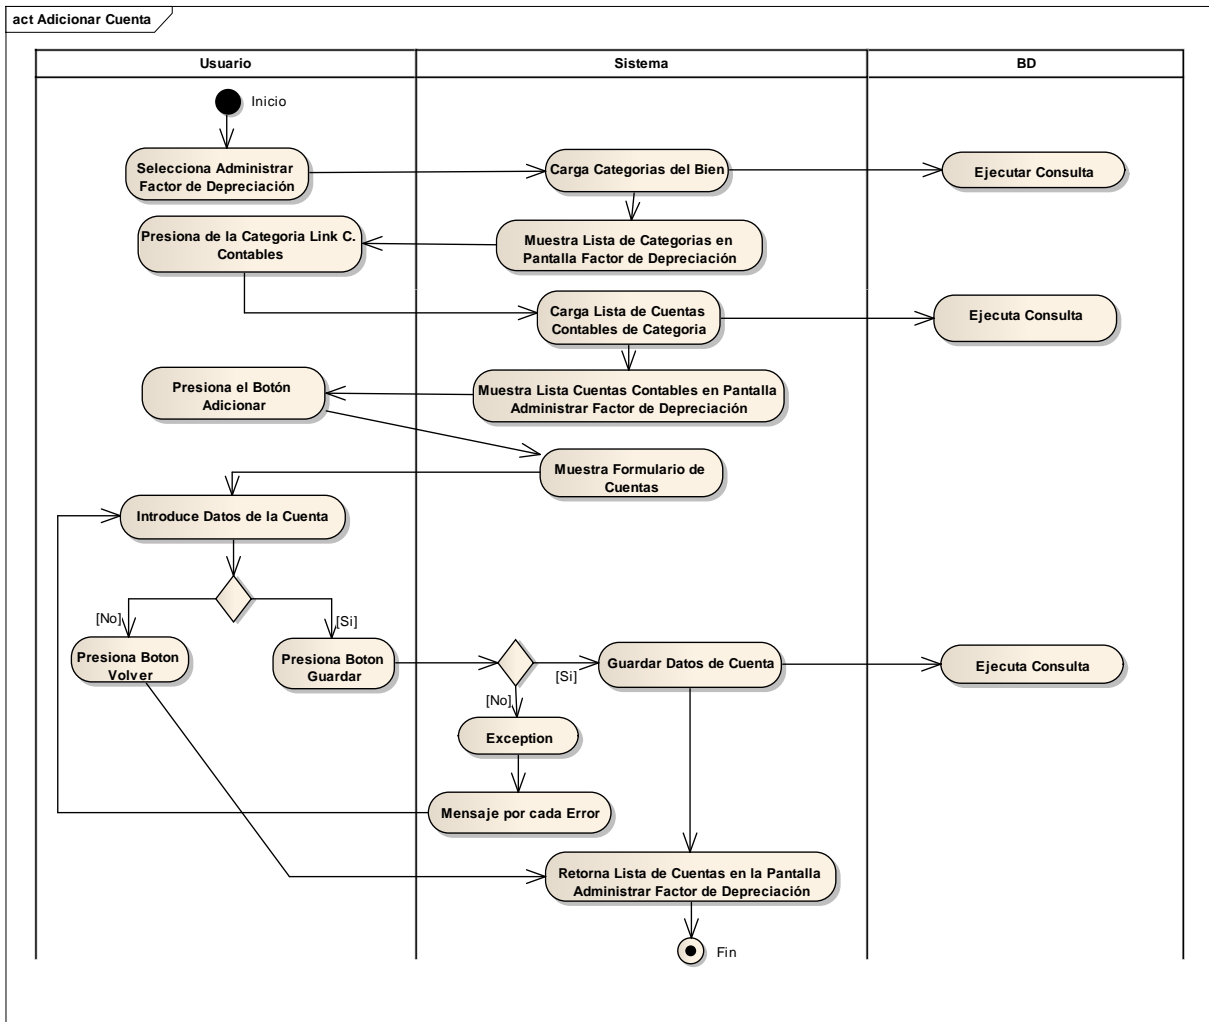 act Adicionar Cuenta
Usuario
Sistema
BD
Inicio
Selecciona Administrar
Factor de Depreciación
Carga Categorias del Bien
Ejecutar Consulta
Presiona de la Categoria Link C.
Contables
Muestra Lista de Categorias en
Pantalla Factor de Depreciación
Carga Lista de Cuentas
Contables de Categoria
Ejecuta Consulta
Presiona el Botón
Adicionar
Muestra Lista Cuentas Contables en Pantalla
Administrar Factor de Depreciación
Muestra Formulario de
Cuentas
Introduce Datos de la Cuenta
[No]
[Si]
Presiona Boton
Volver
Presiona Boton
Guardar
[Si]
Guardar Datos de Cuenta
Ejecuta Consulta
[No]
Exception
Mensaje por cada Error
Retorna Lista de Cuentas en la Pantalla
Administrar Factor de Depreciación
Fin